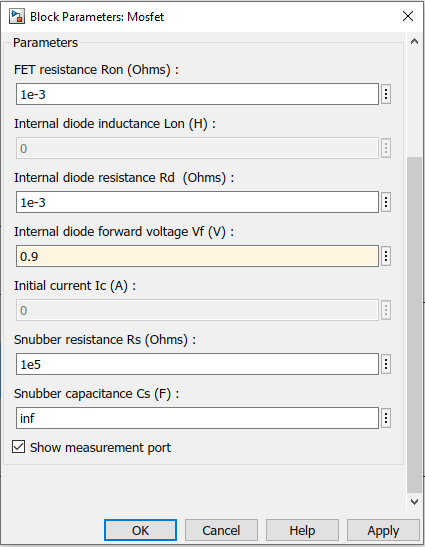 Block Parameters: Mosfet
Parameters
FET resistance Ron (Ohms) :
1e-3
Internal diode inductance Lon (H) :
0
Internal diode resistance Rd  (Ohms) :
1e-3
Internal diode forward voltage Vf (V) :
0.9
Initial current Ic (A) :
0
Snubber resistance Rs (Ohms) :
1e5
Snubber capacitance Cs (F) :
inf
Show measurement port
OK Cancel Help Apply